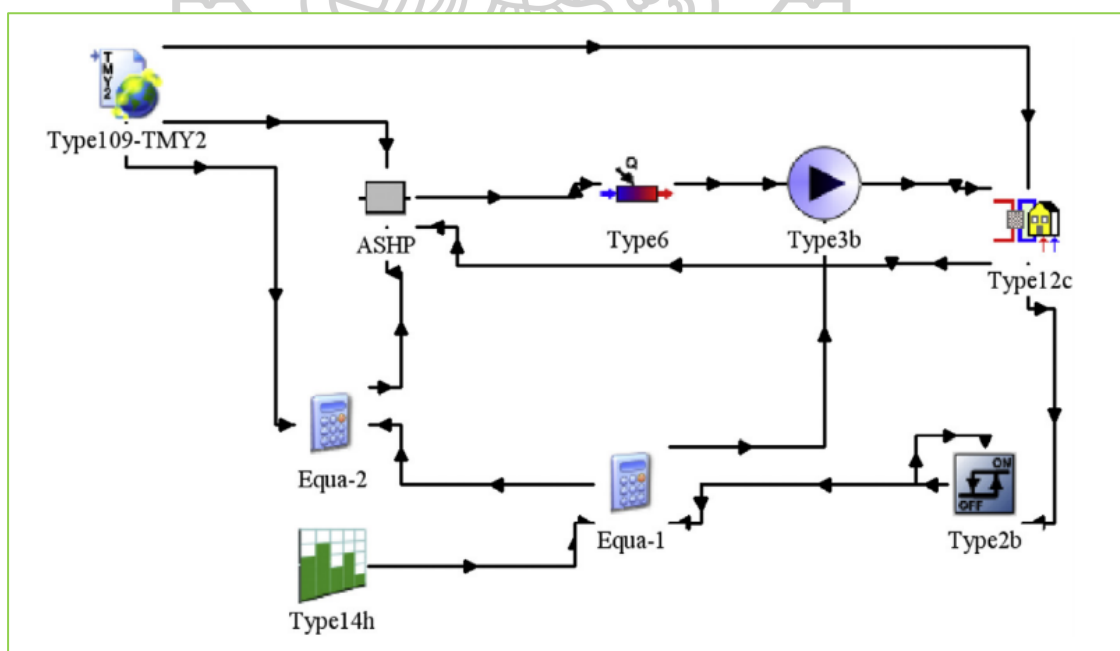 TMY2
Type109-TMY2
ASHP
Q
Type6
Type3b
Type12c
Equa-2
Equa-1
ON
OFF
Type2b
Type14h